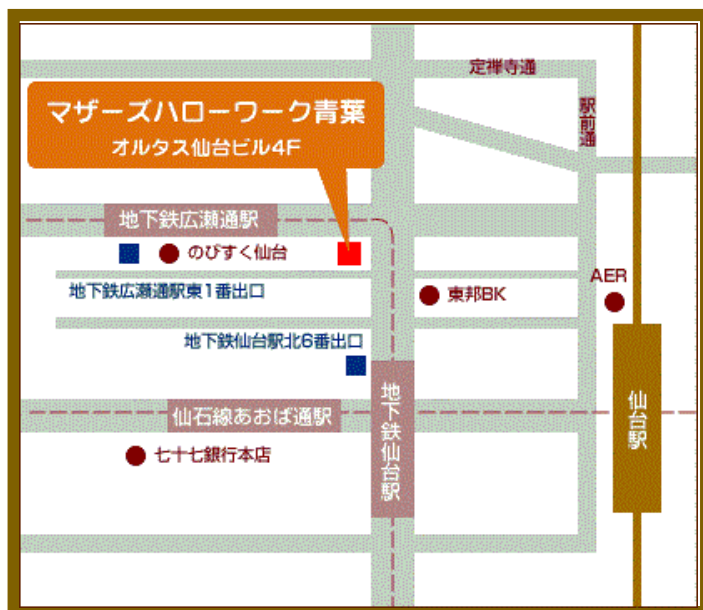 定禅寺通
マザーズハローワーク青葉
オルタス仙台ビル4F
駅前通
地下鉄広瀬通駅
のびすく仙台
AER
地下鉄広瀬通駅東1番出口
東邦BK
地下鉄仙台駅北6番出口
仙台駅
地下鉄仙台駅
仙石線あおば通駅
七十七銀行本店